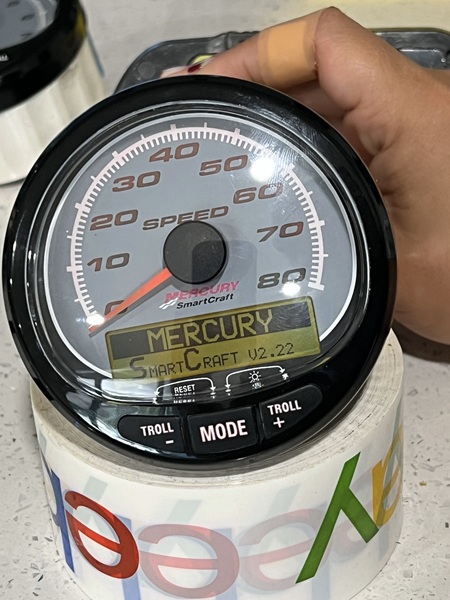 40
30 50
20 60
SPEED
10 70
0 80
MERCURY
SmartCraft
MERCURY
SMARTCRAFT V2.22
RESET
TROLL
-
MODE
TROLL
+
ebay